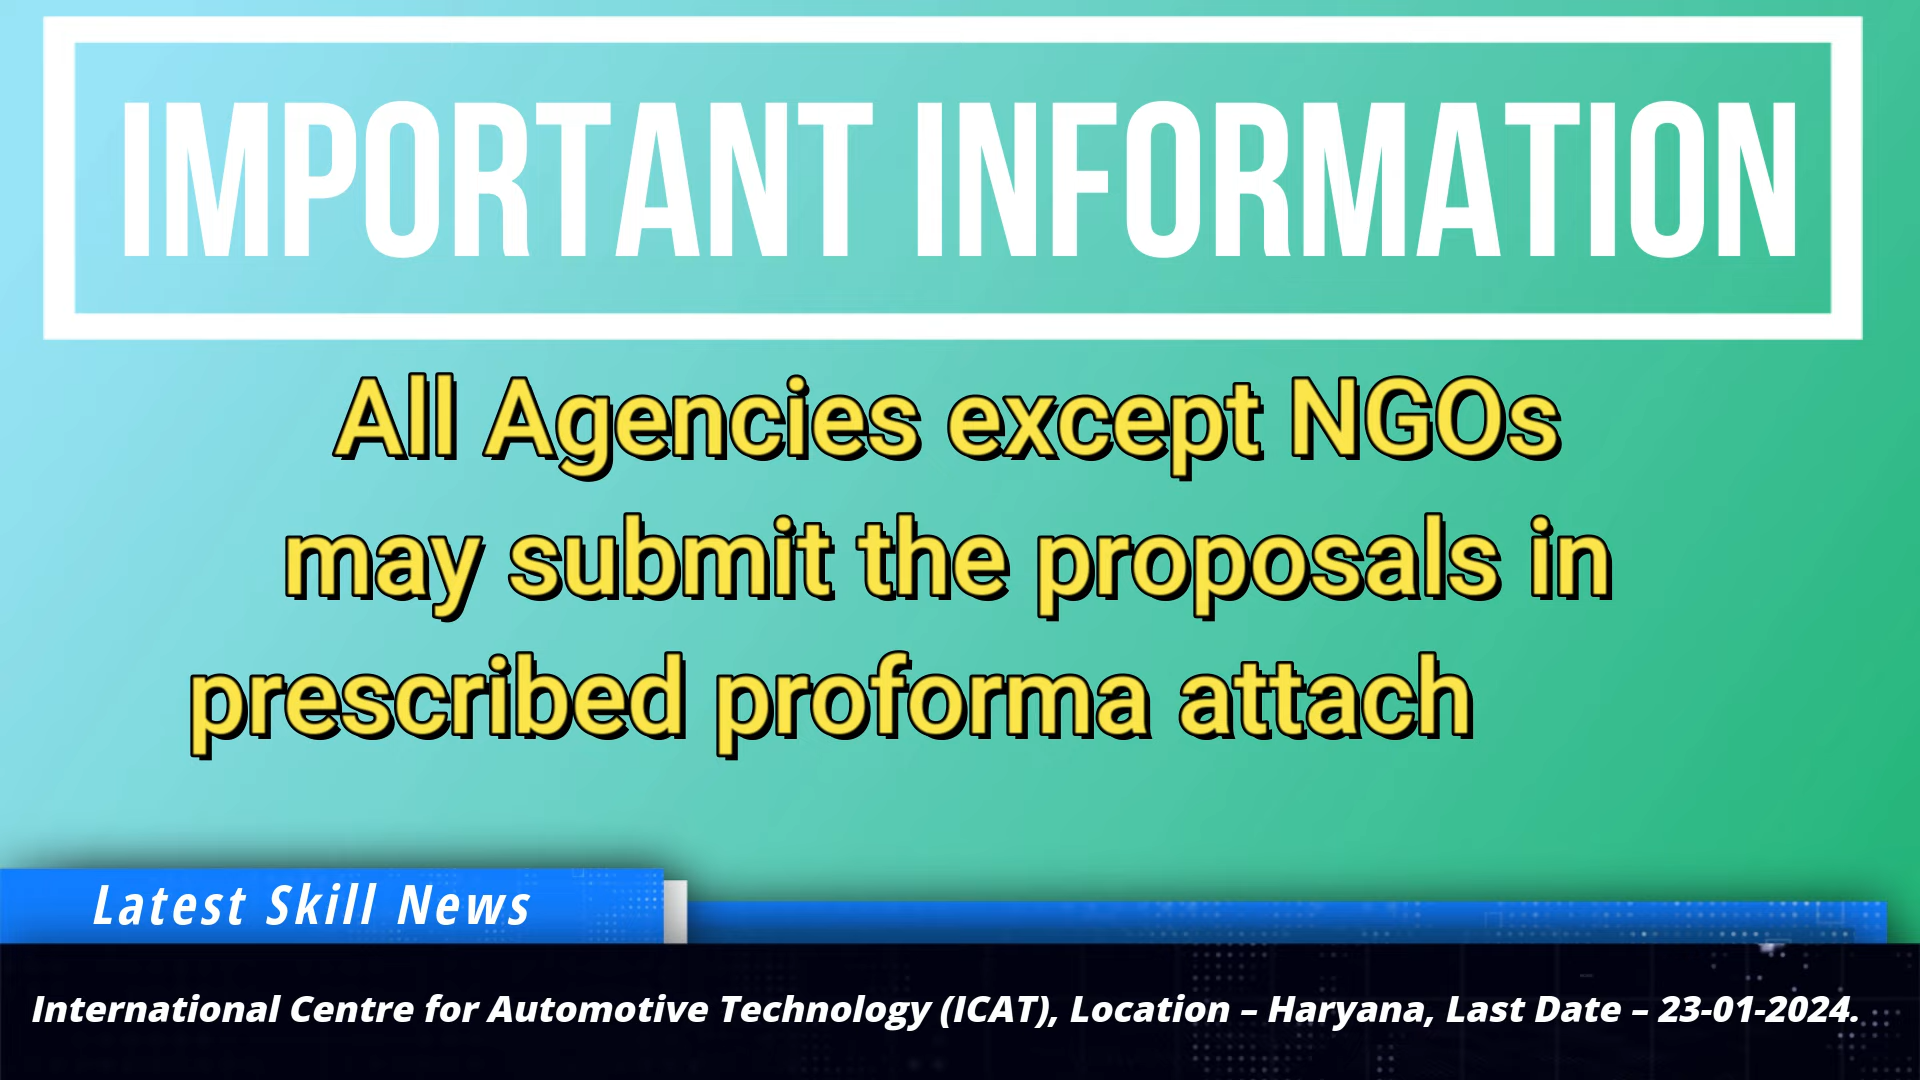 IMPORTANT INFORMATION
All Agencies except NGOs
may submit the proposals in
prescribed proforma attach
Latest Skill News
International Centre for Automotive Technology (ICAT), Location – Haryana, Last Date – 23-01-2024.